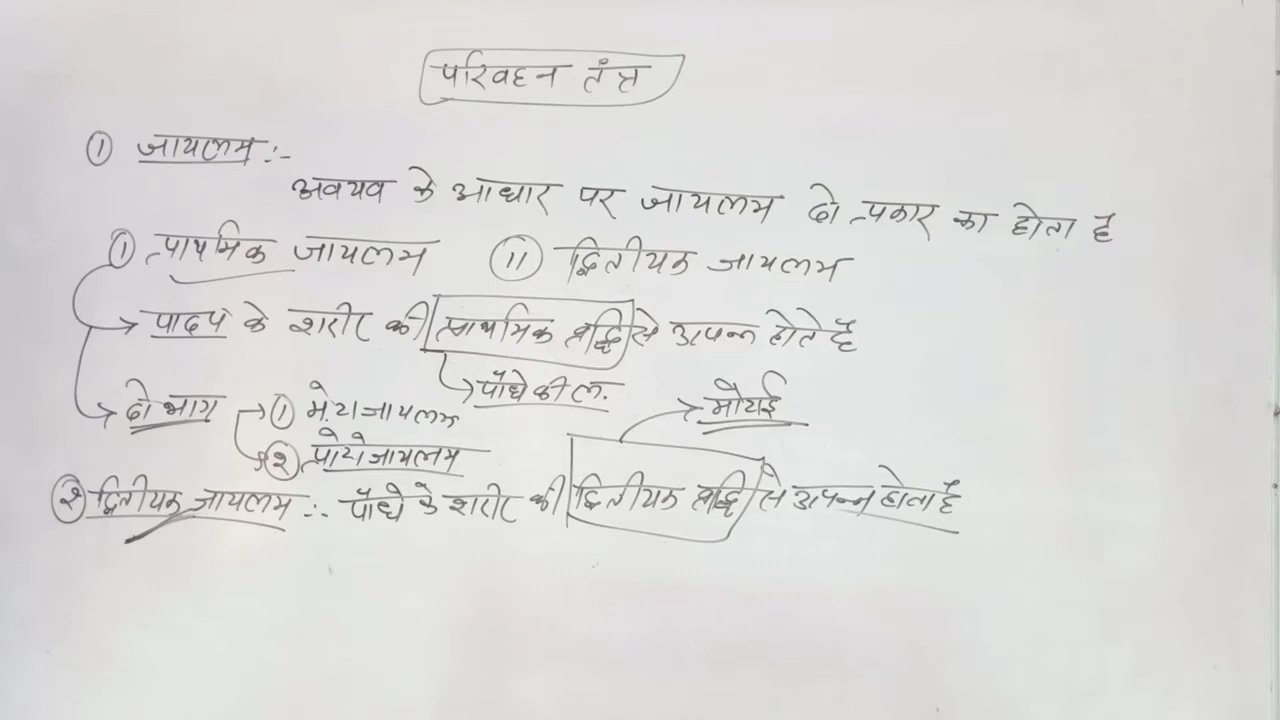 परिवहन तंत्र
① जायलम :-
अवयव के आधार पर जायलम दो प्रकार का होता है
① प्राथमिक जायलम ⑪ द्वितीयक जायलम
→ पादप के शरीर की प्राथमिक वृद्धि से उत्पन्न होते है
→ पौधे की ल.
→ मोटाई
→ दो भाग → ① मेटाजायलम
② प्रोटोजायलम
② द्वितीयक जायलम :- पौधे के शरीर की द्वितीयक वृद्धि से उत्पन्न होता है